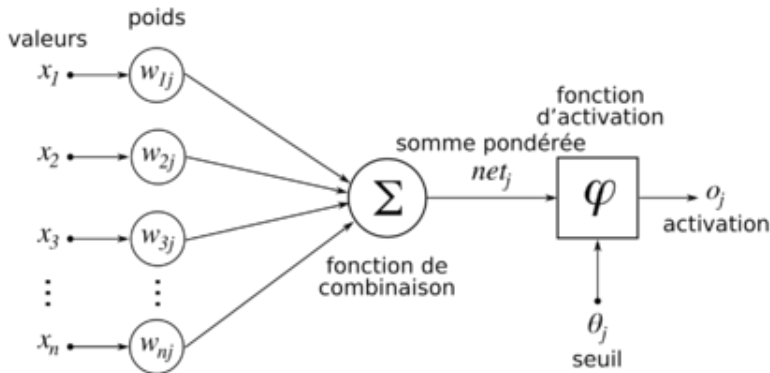 poids
valeurs
x1
w1j
x2
w2j
x3
w3j
⋮
⋮
xn
wnj
Σ
fonction de
combinaison
somme pondérée
netj
fonction
d'activation
φ
oj
activation
θj
seuil